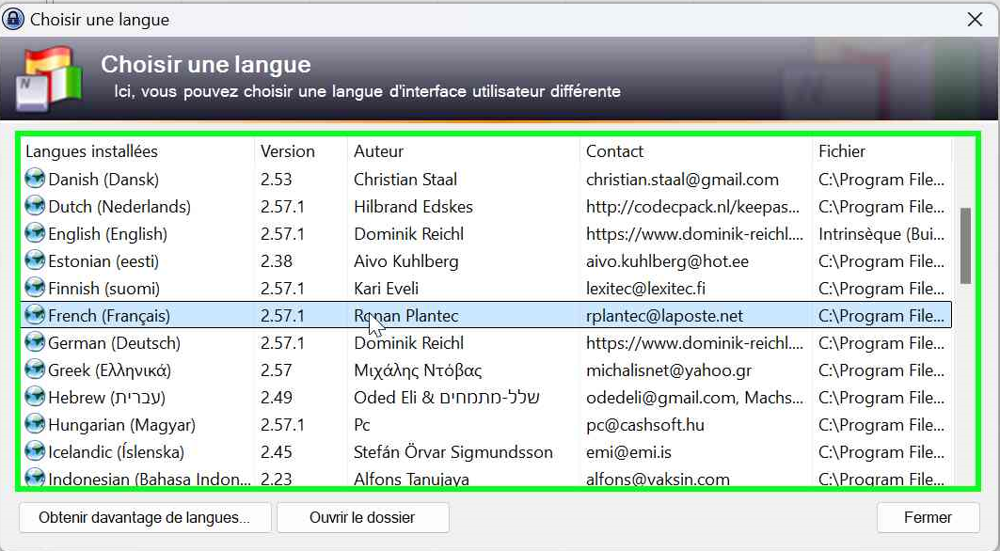 Choisir une langue
Choisir une langue
Ici, vous pouvez choisir une langue d'interface utilisateur différente
Langues installées Version Auteur Contact Fichier
Danish (Dansk) 2.53 Christian Staal christian.staal@gmail.com C:\Program File...
Dutch (Nederlands) 2.57.1 Hilbrand Edskes http://codecpack.nl/keepas... C:\Program File...
English (English) 2.57.1 Dominik Reichl https://www.dominik-reichl.... Intrinsèque (Bui...
Estonian (eesti) 2.38 Aivo Kuhlberg aivo.kuhlberg@hot.ee C:\Program File...
Finnish (suomi) 2.57.1 Kari Eveli lexitec@lexitec.fi C:\Program File...
French (Français) 2.57.1 Ronan Plantec rplantec@laposte.net C:\Program File...
German (Deutsch) 2.57.1 Dominik Reichl https://www.dominik-reichl.... C:\Program File...
Greek (Ελληνικά) 2.57 Μιχάλης Ντόβας michalisnet@yahoo.gr C:\Program File...
Hebrew (עברית) 2.49 Oded Eli & שלל-מתמחים odedeli@gmail.com, Machs... C:\Program File...
Hungarian (Magyar) 2.57.1 Pc pc@cashsoft.hu C:\Program File...
Icelandic (Íslenska) 2.45 Stefán Örvar Sigmundsson emi@emi.is C:\Program File...
Indonesian (Bahasa Indon... 2.23 Alfons Tanujaya alfons@vaksin.com C:\Program File...
Obtenir davantage de langues... Ouvrir le dossier Fermer